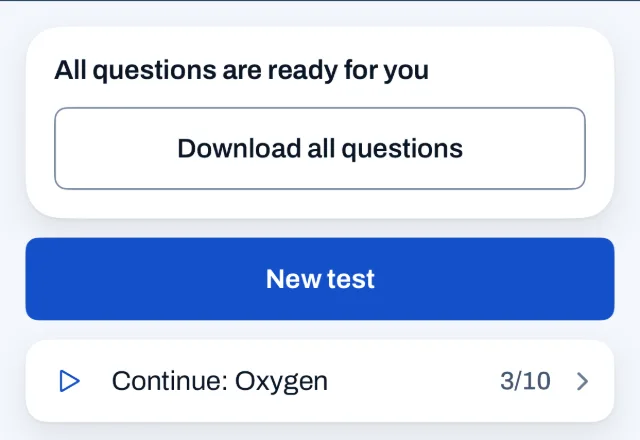 All questions are ready for you
Download all questions
New test
Continue: Oxygen 3/10